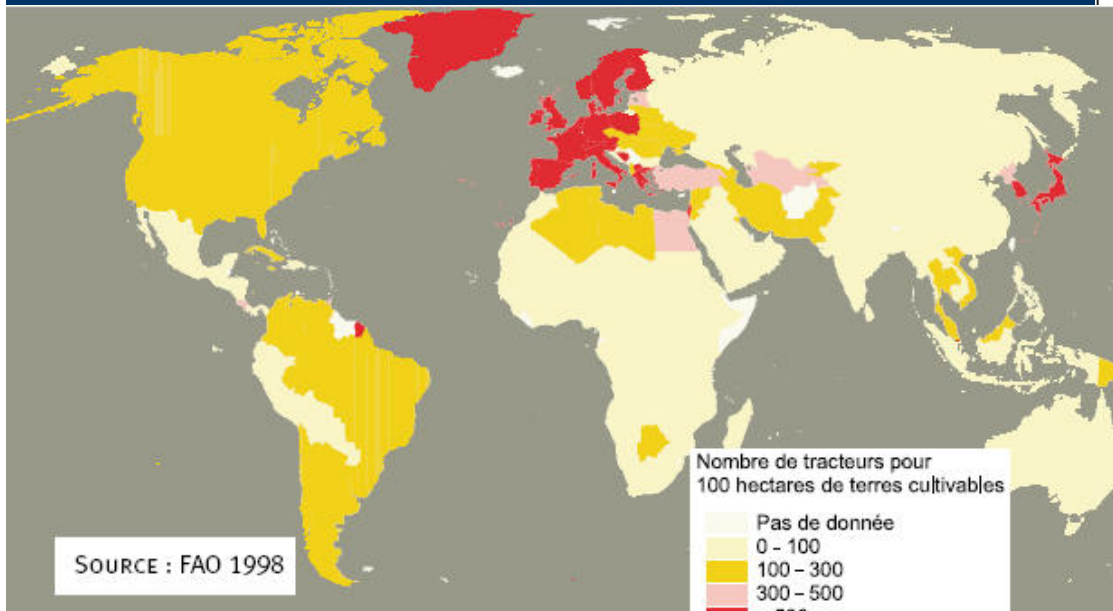 Nombre de tracteurs pour
100 hectares de terres cultivables
Pas de donnée
0 - 100
100 – 300
300 – 500
SOURCE : FAO 1998